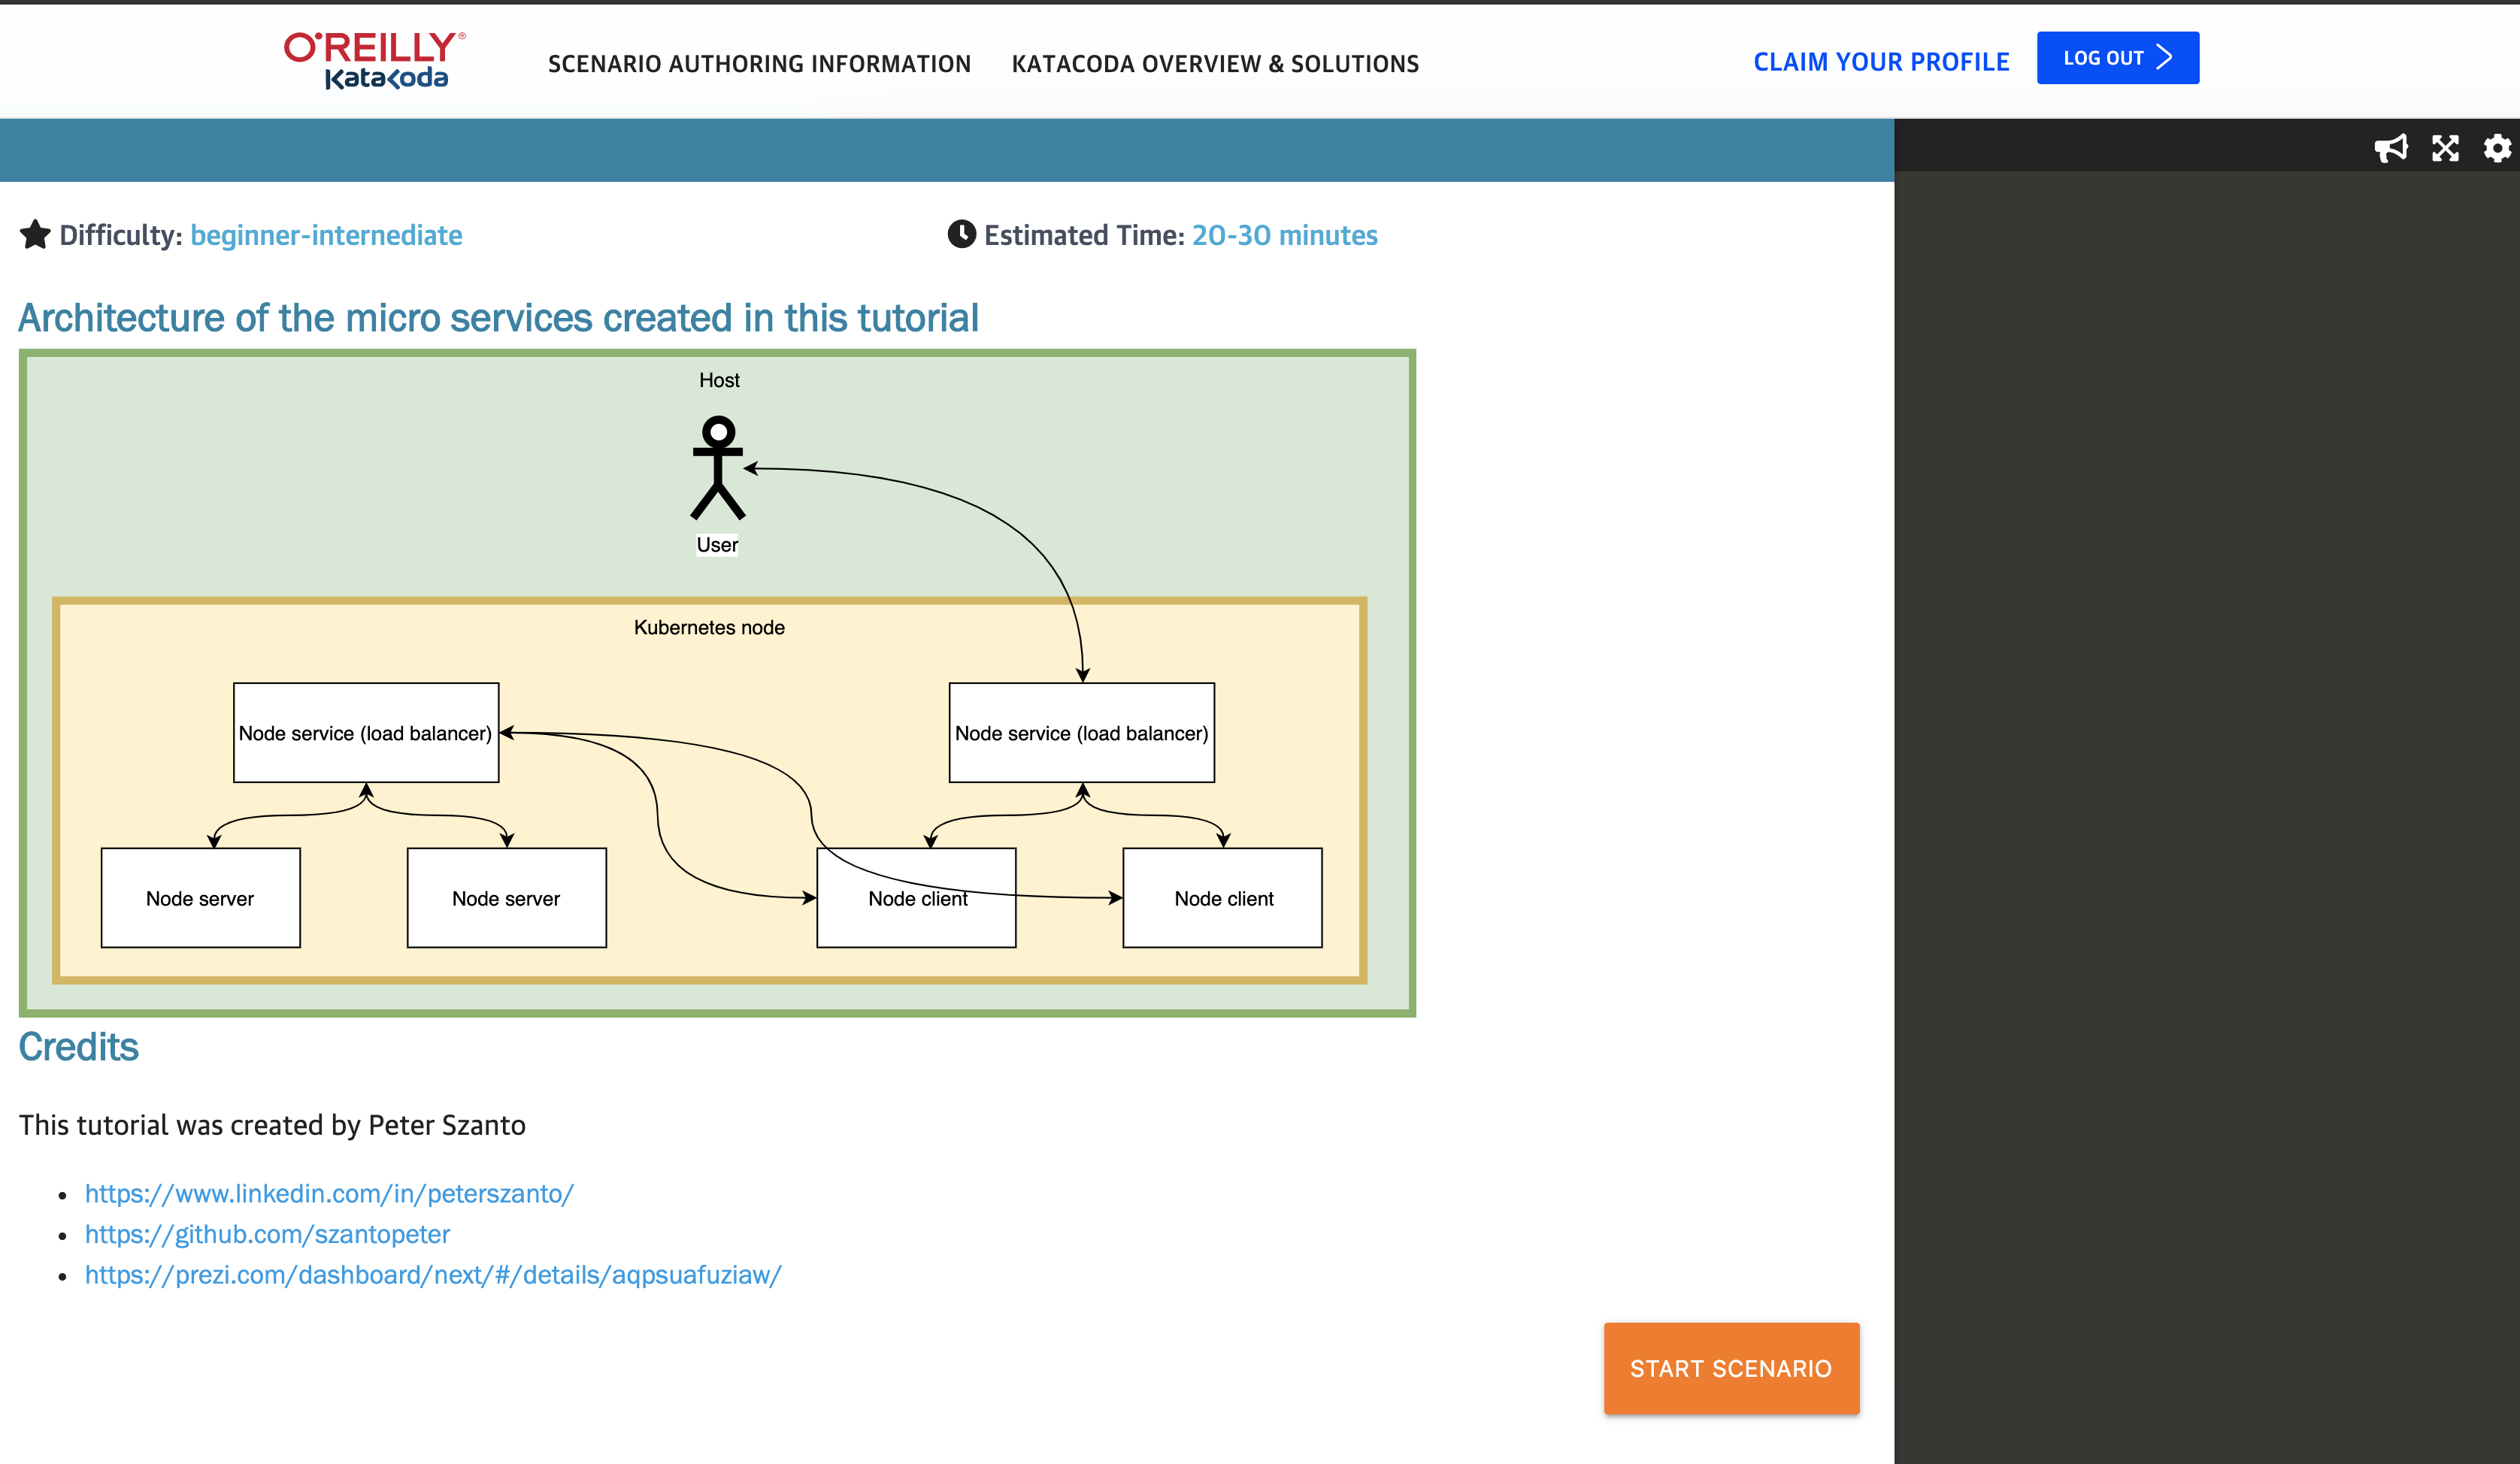 O'REILLY®
Katakoda
SCENARIO AUTHORING INFORMATION
KATACODA OVERVIEW & SOLUTIONS
CLAIM YOUR PROFILE
LOG OUT
Difficulty: beginner-internediate
Estimated Time: 20-30 minutes
Architecture of the micro services created in this tutorial
Host
User
Kubernetes node
Node service (load balancer)
Node service (load balancer)
Node server
Node server
Node client
Node client
Credits
This tutorial was created by Peter Szanto
https://www.linkedin.com/in/peterszanto/
https://github.com/szantopeter
https://prezi.com/dashboard/next/#/details/aqpsuafuziaw/
START SCENARIO